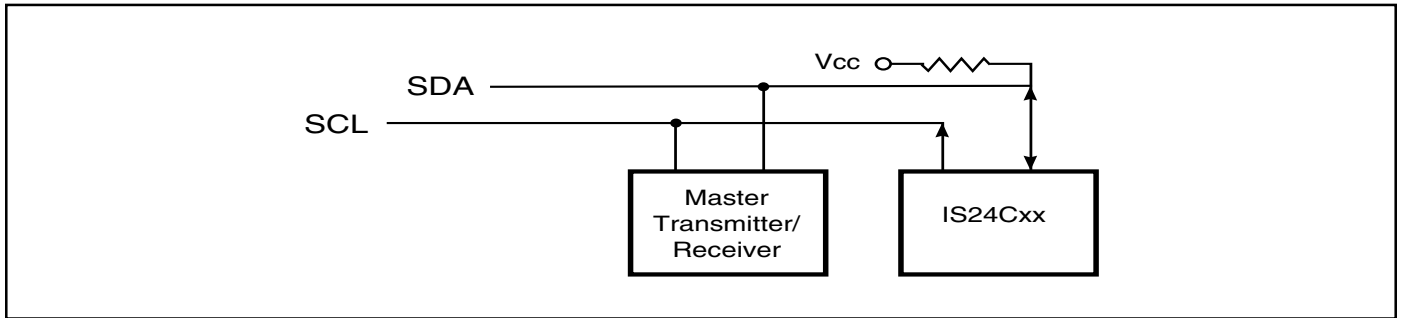 Vcc
SDA
SCL
Master
Transmitter/
Receiver
IS24Cxx